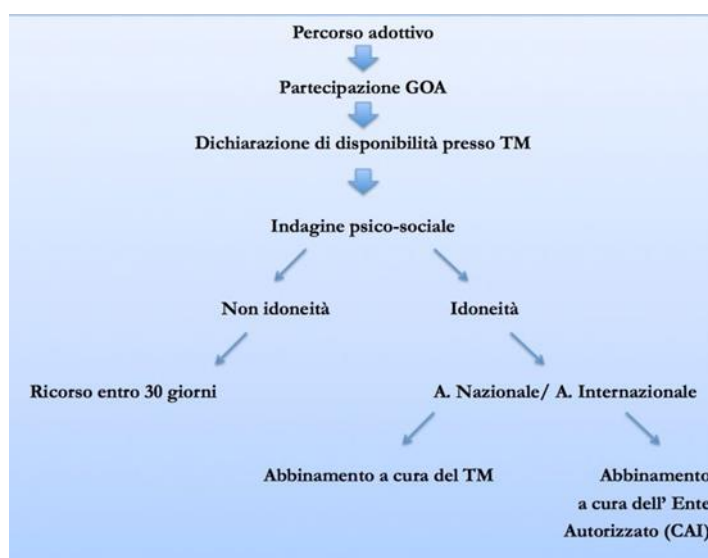 Percorso adottivo
Partecipazione GOA
Dichiarazione di disponibilità presso TM
Indagine psico-sociale
Non idoneità
Idoneità
Ricorso entro 30 giorni
A. Nazionale/ A. Internazionale
Abbinamento a cura del TM
Abbinamento
a cura dell' Ente
Autorizzato (CAI)